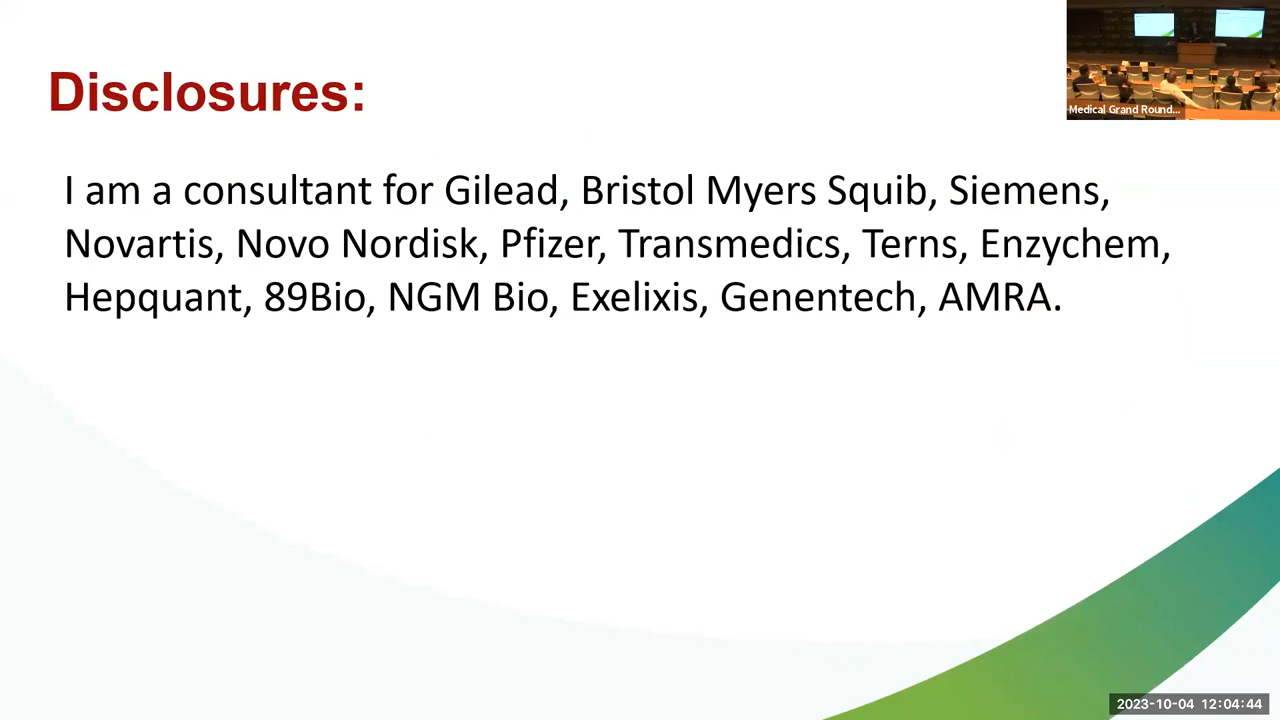 Disclosures:
Medical Grand Round...
I am a consultant for Gilead, Bristol Myers Squib, Siemens,
Novartis, Novo Nordisk, Pfizer, Transmedics, Terns, Enzychem,
Hepquant, 89Bio, NGM Bio, Exelixis, Genentech, AMRA.
2023-10-04 12:04:44